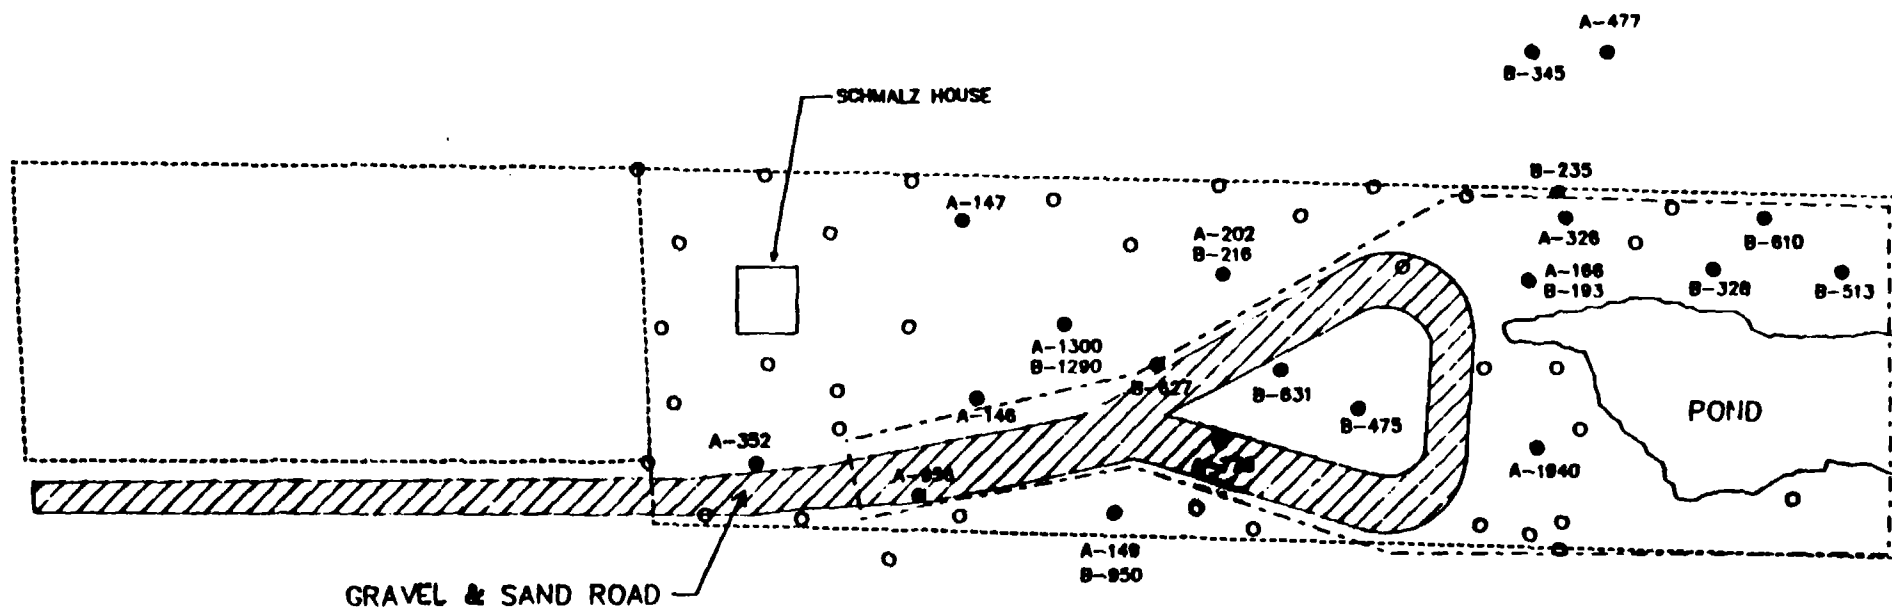 A-477
B-345
SCHMALZ HOUSE
B-235
A-147
A-202
B-216
A-326
B-610
A-166
B-193
B-328
B-513
A-1300
B-1290
B-627
B-631
A-146
B-475
POND
A-352
A-1940
A-149
B-950
GRAVEL & SAND ROAD